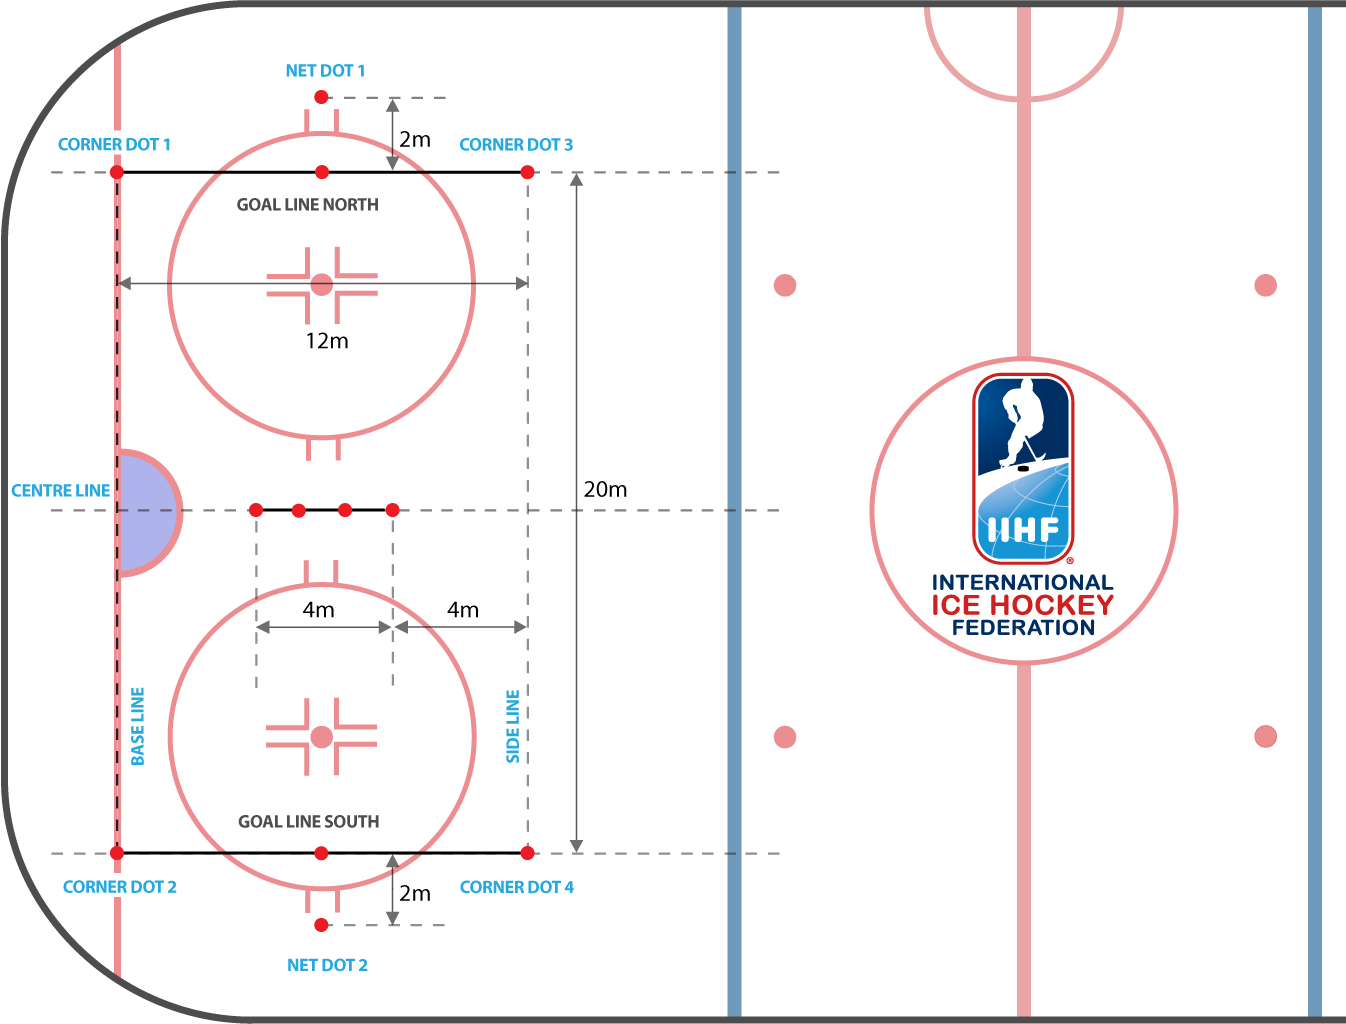 NET DOT 1
2m
CORNER DOT 1
CORNER DOT 3
GOAL LINE NORTH
12m
CENTRE LINE
20m
IIHF
®
INTERNATIONAL
ICE HOCKEY
FEDERATION
4m
4m
BASE LINE
SIDE LINE
GOAL LINE SOUTH
CORNER DOT 2
2m
CORNER DOT 4
NET DOT 2